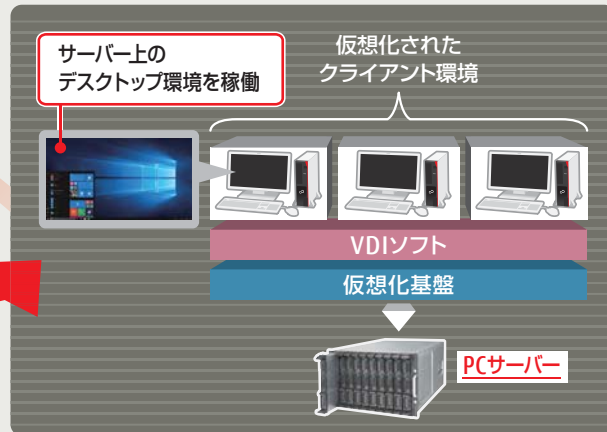 サーバー上の
デスクトップ環境を稼働
仮想化された
クライアント環境
VDIソフト
仮想化基盤
PCサーバー